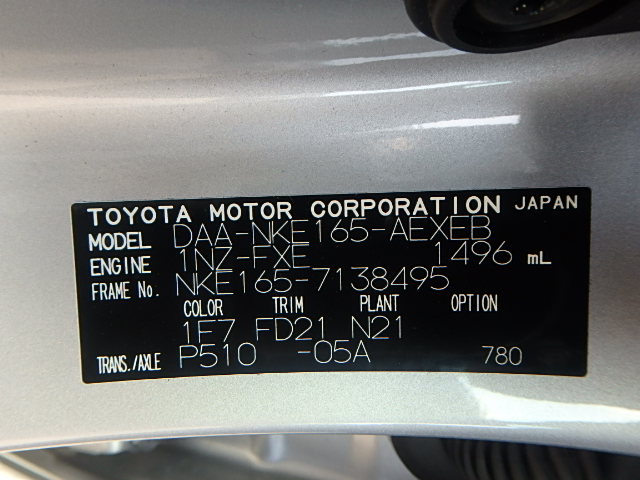 TOYOTA MOTOR CORPORATION JAPAN
MODEL DAA-NKE165-AEXEB
ENGINE 1NZ-FXE 1496 mL
FRAME No. NKE165-7138495
COLOR TRIM PLANT OPTION
1F7 FD21 N21
TRANS./AXLE P510 -05A 780